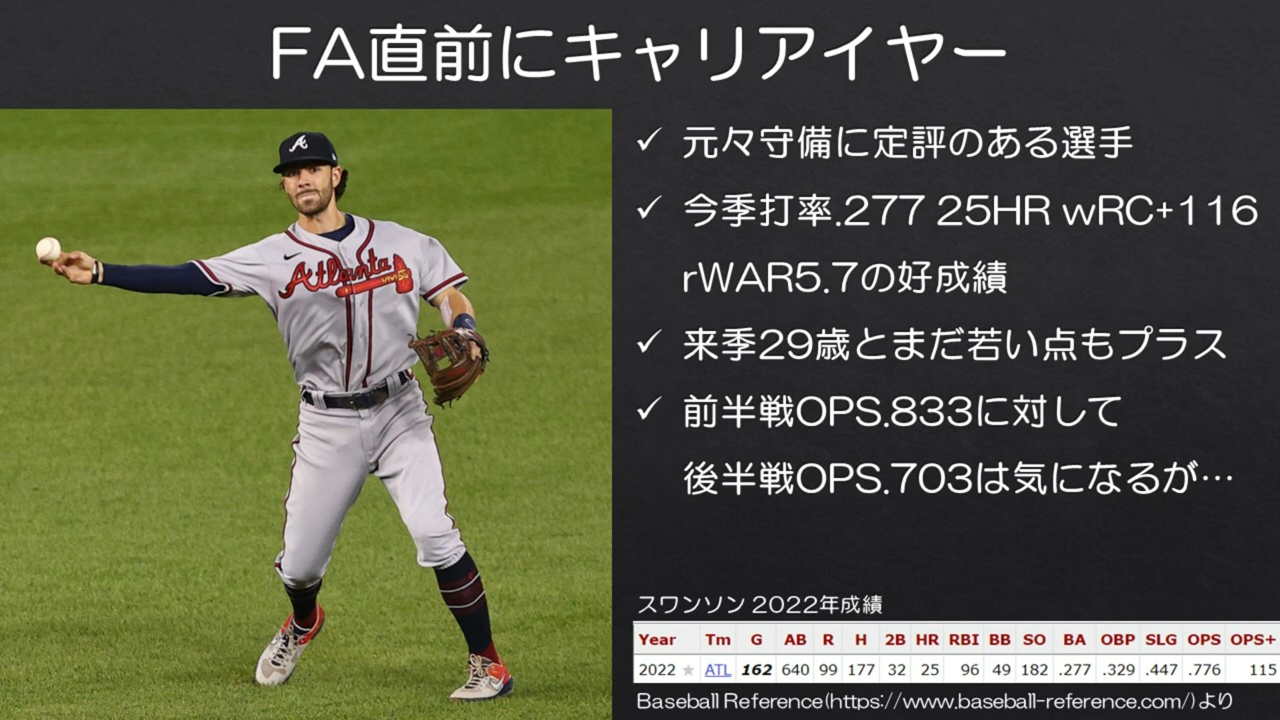 FA直前にキャリアイヤー
A
Atlanta
✓ 元々守備に定評のある選手
✓ 今季打率.277 25HR wRC+116
rWAR5.7の好成績
✓ 来季29歳とまだ若い点もプラス
✓ 前半戦OPS.833に対して
後半戦OPS.703は気になるが…
スワンソン 2022年成績
Year Tm G AB R H 2B HR RBI BB SO BA OBP SLG OPS OPS+
2022 ★ ATL 162 640 99 177 32 25 96 49 182 .277 .329 .447 .776 115
Baseball Reference(https://www.baseball-reference.com/)より